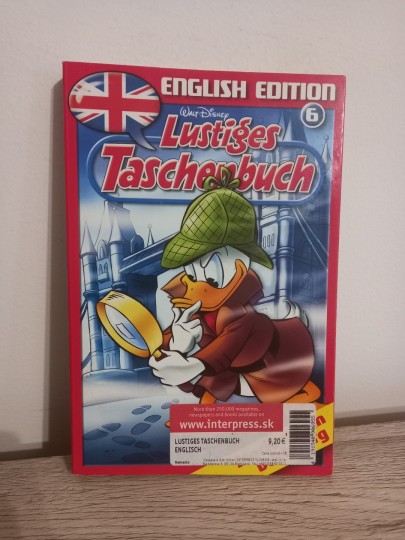 ENGLISH EDITION
6
WALT DISNEY
Lustiges
Taschenbuch
More than 250.000 magazines,
newspapers and books available on
www.interpress.sk
LUSTIGES TASCHENBUCH
9,20€
ENGLISCH
Remate